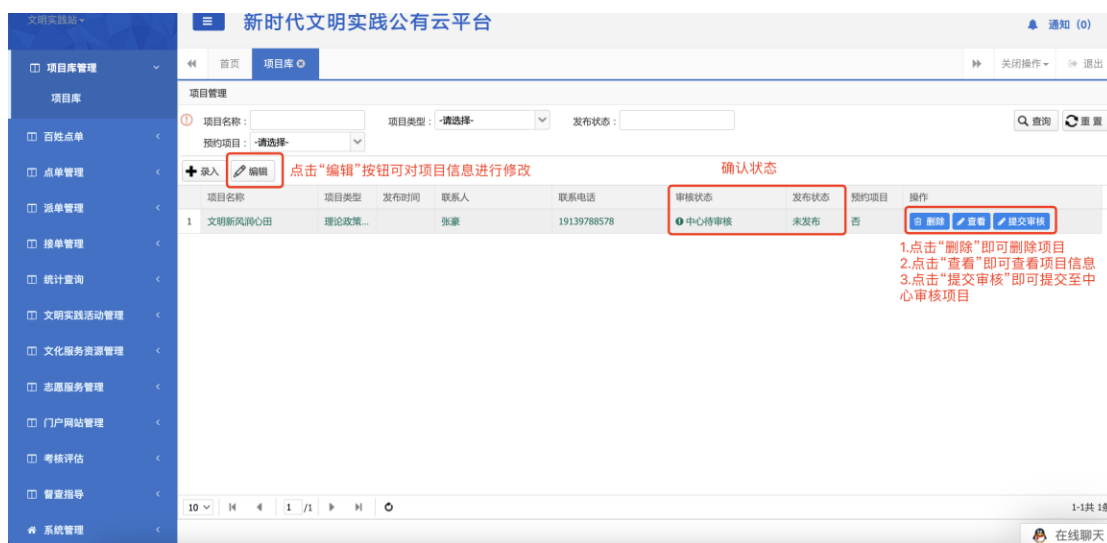 文明实践站
新时代文明实践公有云平台
通知 (0)
项目库管理
首页 项目库
关闭操作 退出
项目库
项目管理
项目名称：
项目类型：-请选择-
发布状态：
查询 重置
预约项目：-请选择-
百姓点单
点单管理
派单管理
接单管理
统计查询
文明实践活动管理
文化服务资源管理
志愿服务管理
门户网站管理
考核评估
督查指导
系统管理
录入 编辑
点击“编辑”按钮可对项目信息进行修改
确认状态
项目名称 项目类型 发布时间 联系人 联系电话 审核状态 发布状态 预约项目 操作
1 文明新风润心田 理论政策... 张豪 19139788578 中心待审核 未发布 否 删除 查看 提交审核
1.点击“删除”即可删除项目
2.点击“查看”即可查看项目信息
3.点击“提交审核”即可提交至中
心审核项目
10 1 /1
1-1共 1条
在线聊天